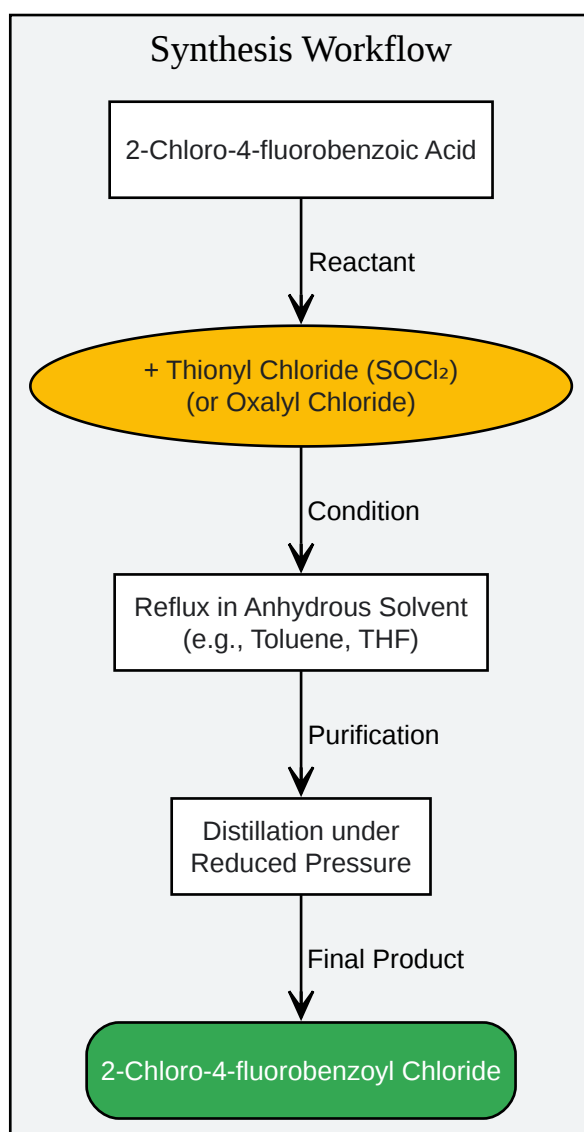 Synthesis Workflow
2-Chloro-4-fluorobenzoic Acid
Reactant
+ Thionyl Chloride (SOCl₂)
(or Oxalyl Chloride)
Condition
Reflux in Anhydrous Solvent
(e.g., Toluene, THF)
Purification
Distillation under
Reduced Pressure
Final Product
2-Chloro-4-fluorobenzoyl Chloride